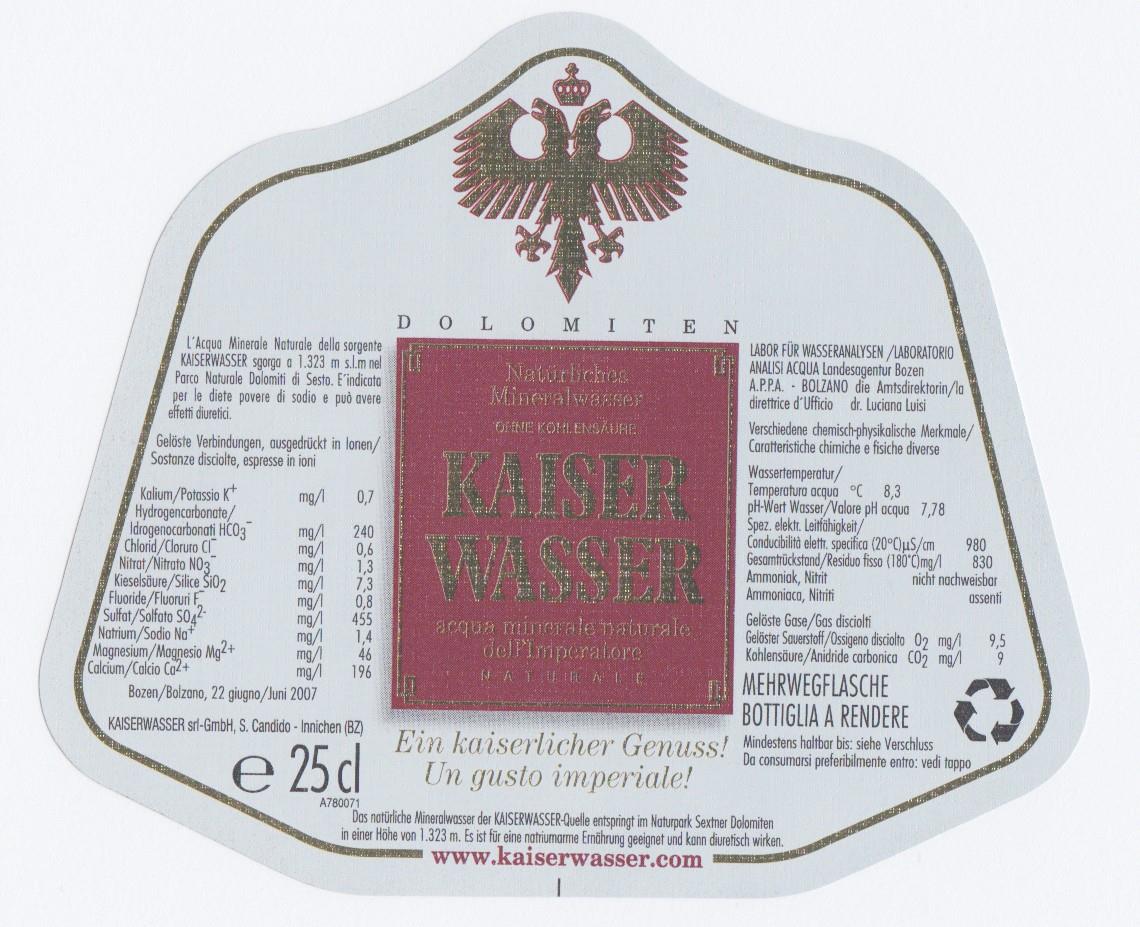 DOLOMITEN
L'Acqua Minerale Naturale della sorgente
KAISERWASSER sgorga a 1.323 m s.l.m nel
Parco Naturale Dolomiti di Sesto. E'indicata
per le diete povere di sodio e può avere
effetti diuretici.
Gelöste Verbindungen, ausgedrückt in Ionen/
Sostanze disciolte, espresse in ioni
Kalium/Potassio K+ mg/l 0,7
Hydrogencarbonate/
Idrogenocarbonati HCO3- mg/l 240
Chlorid/Cloruro Cl- mg/l 0,6
Nitrat/Nitrato NO3- mg/l 1,3
Kieselsäure/Silice SiO2 mg/l 7,3
Fluoride/Fluoruri F- mg/l 0,8
Sulfat/Solfato SO42- mg/l 455
Natrium/Sodio Na+ mg/l 1,4
Magnesium/Magnesio Mg2+ mg/l 46
Calcium/Calcio Ca2+ mg/l 196
Bozen/Bolzano, 22 giugno/Juni 2007
KAISERWASSER srl-GmbH, S. Candido - Innichen (BZ)
e 25 cl
A780071
Natürliches
Mineralwasser
OHNE KOHLENSÄURE
KAISER
WASSER
acqua minerale naturale
dell'Imperatore
NATURALE
Ein kaiserlicher Genuss!
Un gusto imperiale!
LABOR FÜR WASSERANALYSEN /LABORATORIO
ANALISI ACQUA Landesagentur Bozen
A.P.P.A. - BOLZANO die Amtsdirektorin/la
direttrice d'Ufficio dr. Luciana Luisi
Verschiedene chemisch-physikalische Merkmale/
Caratteristiche chimiche e fisiche diverse
Wassertemperatur/
Temperatura acqua °C 8,3
pH-Wert Wasser/Valore pH acqua 7,78
Spez. elektr. Leitfähigkeit/
Conducibilità elettr. specifica (20°C)µS/cm 980
Gesamtrückstand/Residuo fisso (180°C)mg/l 830
Ammoniak, Nitrit nicht nachweisbar
Ammoniaca, Nitriti assenti
Gelöste Gase/Gas disciolti
Gelöster Sauerstoff/Ossigeno disciolto O2 mg/l 9,5
Kohlensäure/Anidride carbonica CO2 mg/l 9
MEHRWEGFLASCHE
BOTTIGLIA A RENDERE
Mindestens haltbar bis: siehe Verschluss
Da consumarsi preferibilmente entro: vedi tappo
Das natürliche Mineralwasser der KAISERWASSER-Quelle entspringt im Naturpark Sextner Dolomiten
in einer Höhe von 1.323 m. Es ist für eine natriumarme Ernährung geeignet und kann diuretisch wirken.
www.kaiserwasser.com